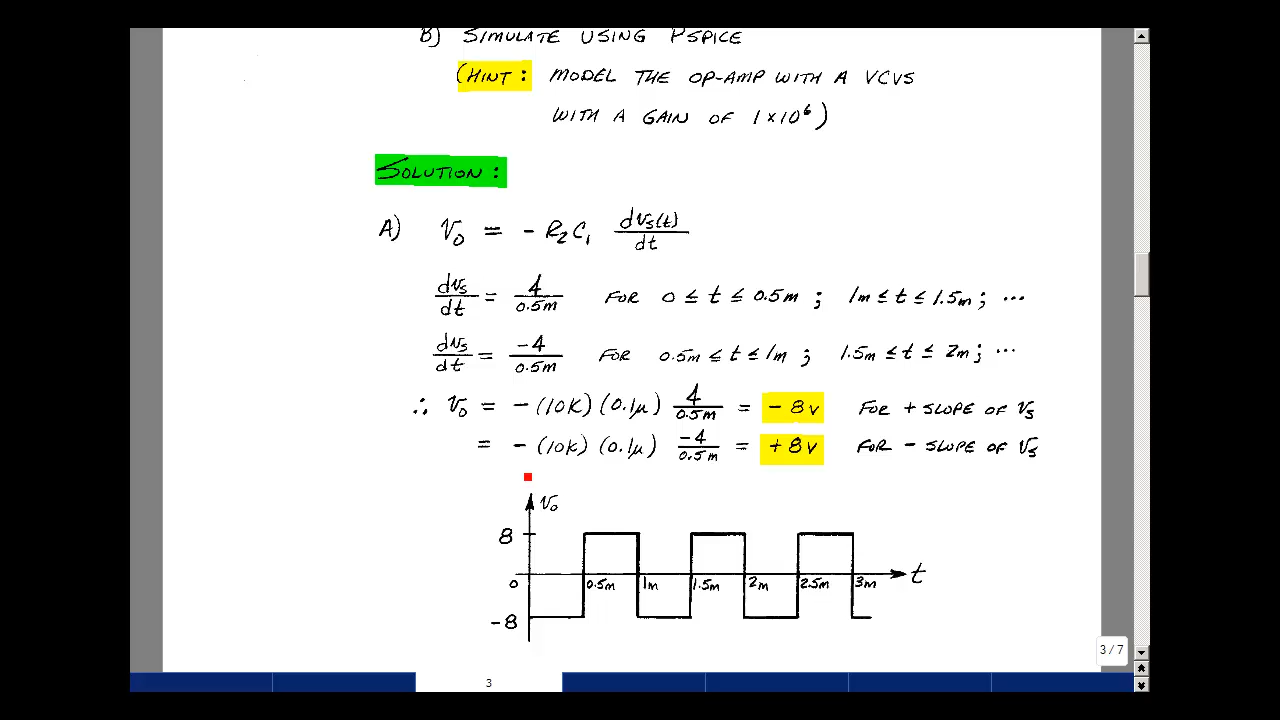 B) SIMULATE USING PSPICE
(HINT: MODEL THE OP-AMP WITH A VCVS
WITH A GAIN OF 1×10⁶)
SOLUTION:
A) V₀ = - R₂C₁ dvₛ(t)/dt
dvₛ/dt = 4/0.5m FOR 0 ≤ t ≤ 0.5m ; 1m ≤ t ≤ 1.5m ; ...
dvₛ/dt = -4/0.5m FOR 0.5m ≤ t ≤ 1m ; 1.5m ≤ t ≤ 2m ; ...
∴ V₀ = -(10K)(0.1μ) 4/0.5m = -8V FOR + SLOPE OF Vₛ
= -(10K)(0.1μ) -4/0.5m = +8V FOR - SLOPE OF Vₛ
V₀
8
0 0.5m 1m 1.5m 2m 2.5m 3m t
-8
3/7
3